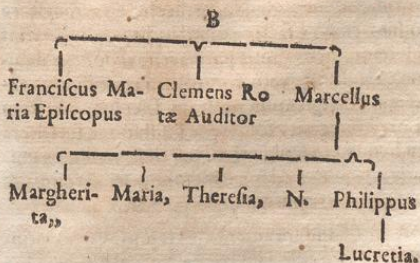 B
Franciſcus Ma- Clemens Ro Marcellus
ria Epiſcopus tæ Auditor
Margheri- Maria, Thereſia, N. Philippus
ta,,
Lucretia,